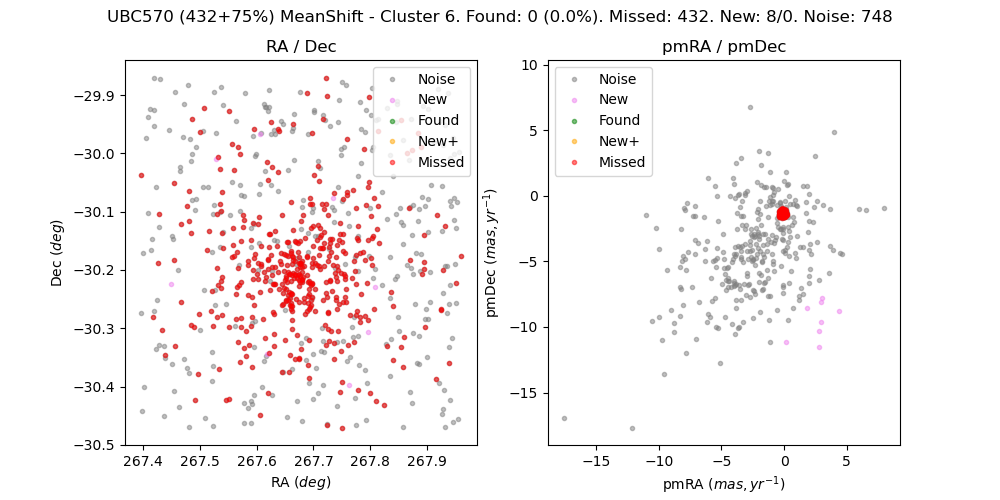 UBC570 (432+75%) MeanShift - Cluster 6. Found: 0 (0.0%). Missed: 432. New: 8/0. Noise: 748
RA / Dec
−29.9
−30.0
−30.1
−30.2
−30.3
−30.4
−30.5
Dec (deg)
267.4 267.5 267.6 267.7 267.8 267.9
RA (deg)
Noise
New
Found
New+
Missed
pmRA / pmDec
10
5
0
−5
−10
−15
pmDec (mas, yr⁻¹)
−15 −10 −5 0 5
pmRA (mas, yr⁻¹)
Noise
New
Found
New+
Missed